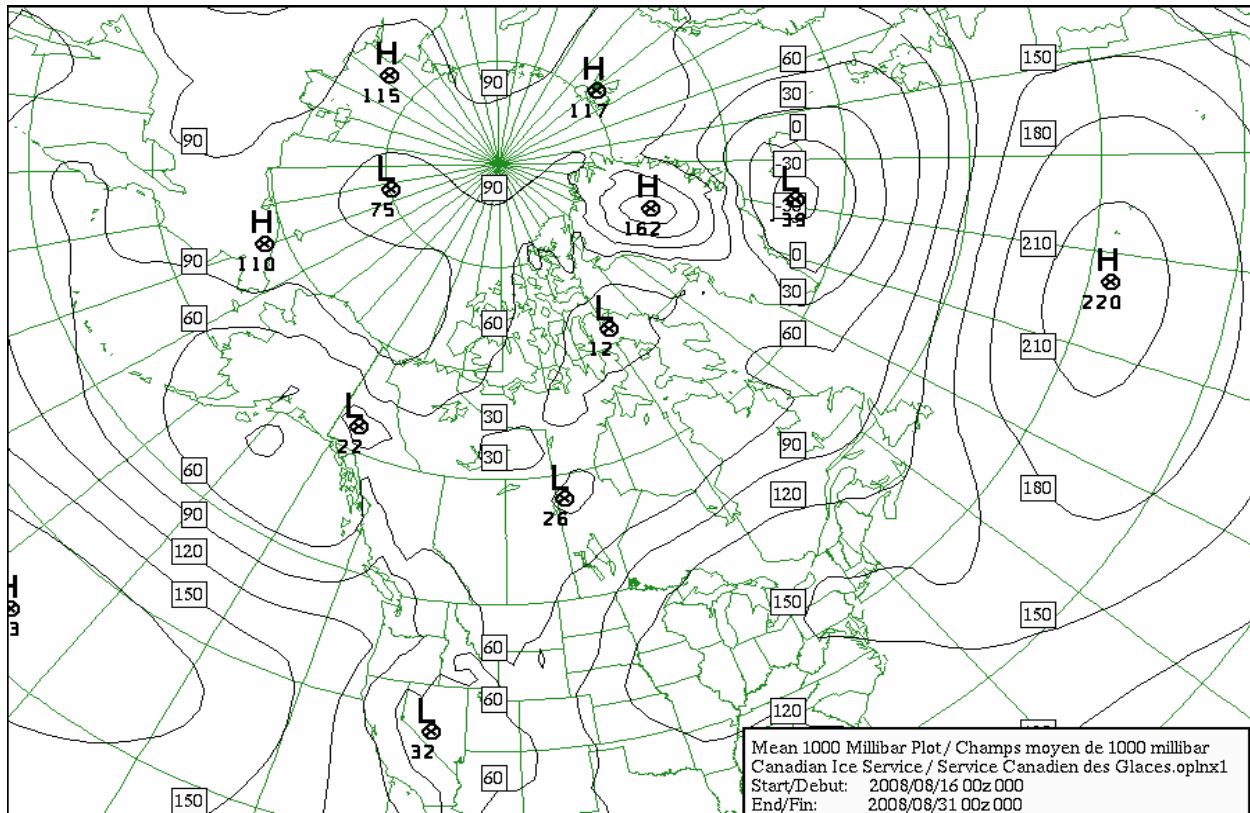 H
115
H
117
90
60
30
0
30
150
90
180
L
75
90
H
162
L
30
-39
H
110
210
H
220
90
0
30
60
60
60
L
12
210
L
22
30
90
30
60
L
26
120
180
90
120
150
H
3
150
150
60
60
L
32
120
60
150
Mean 1000 Millibar Plot / Champs moyen de 1000 millibar
Canadian Ice Service / Service Canadien des Glaces.oplnx1
Start/Debut: 2008/08/16 00z 000
End/Fin: 2008/08/31 00z 000